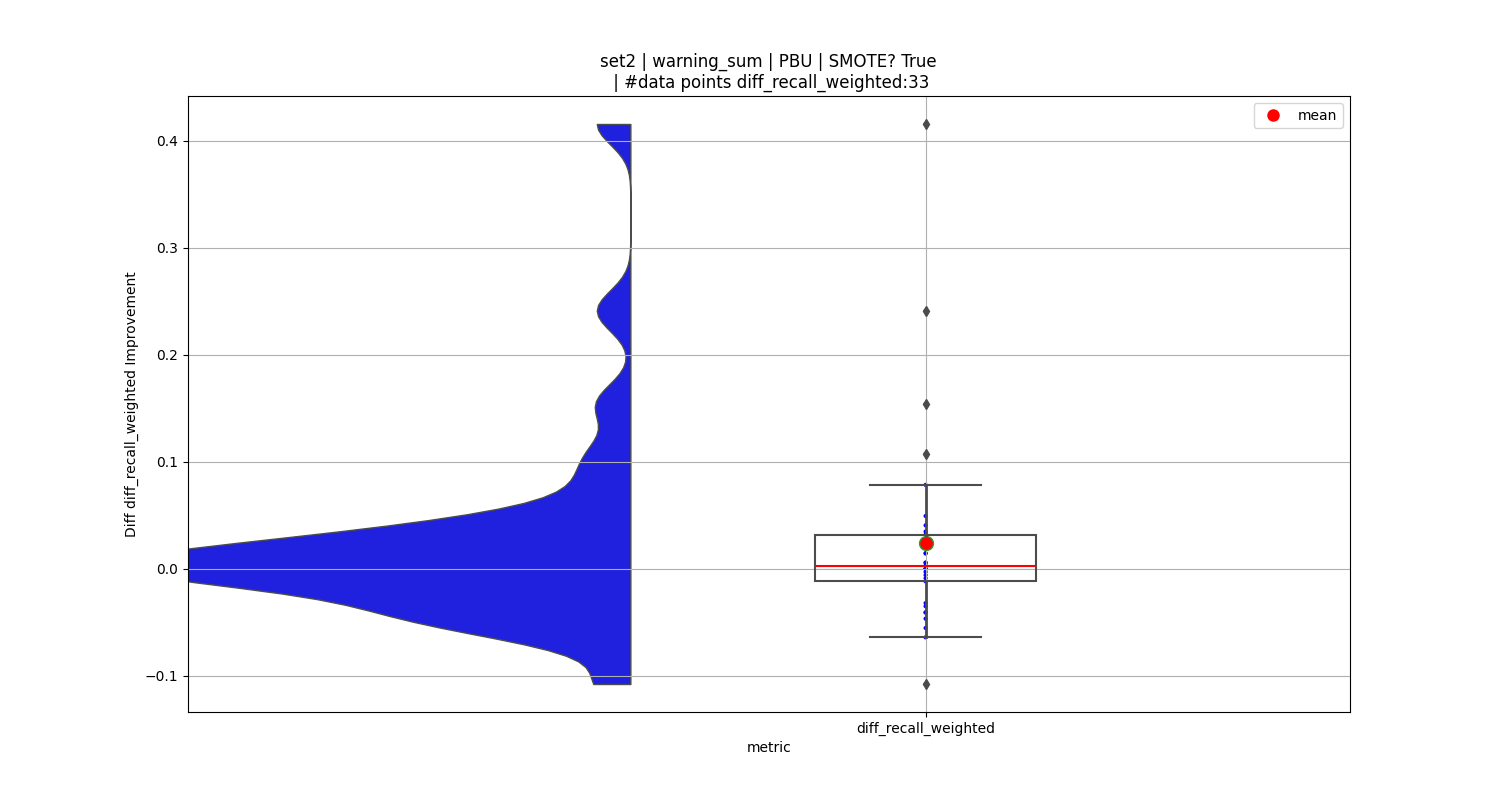 set2 | warning_sum | PBU | SMOTE? True
| #data points diff_recall_weighted:33
mean
0.4
0.3
0.2
0.1
0.0
−0.1
Diff diff_recall_weighted Improvement
diff_recall_weighted
metric